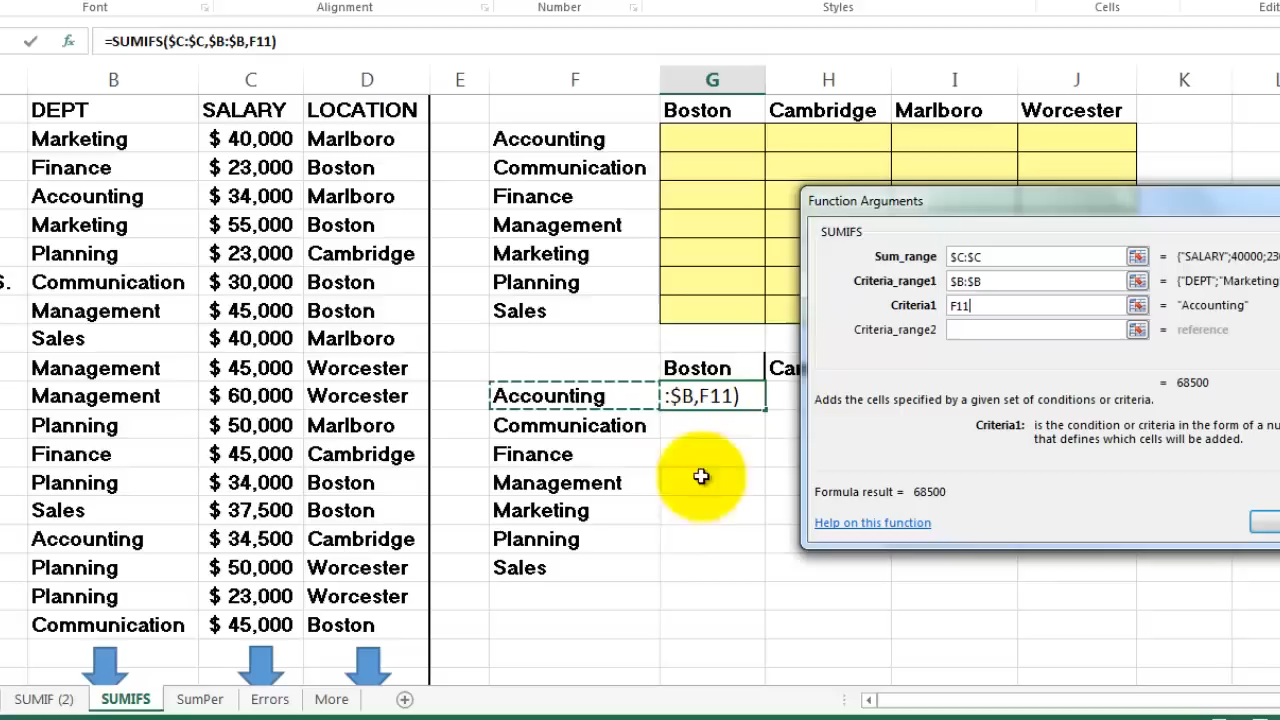 Font Alignment Number Styles Cells
=SUMIFS($C:$C,$B:$B,F11)
B C D E F G H I J K
DEPT SALARY LOCATION Boston Cambridge Marlboro Worcester
Marketing $ 40,000 Marlboro Accounting
Finance $ 23,000 Boston Communication
Accounting $ 34,000 Marlboro Finance
Marketing $ 55,000 Boston Management
Planning $ 23,000 Cambridge Marketing
S. Communication $ 30,000 Boston Planning
Management $ 45,000 Boston Sales
Sales $ 40,000 Marlboro
Management $ 45,000 Worcester Boston
Management $ 60,000 Worcester Accounting :$B,F11)
Planning $ 50,000 Marlboro Communication
Finance $ 45,000 Cambridge Finance
Planning $ 34,000 Boston Management
Sales $ 37,500 Boston Marketing
Accounting $ 34,500 Cambridge Planning
Planning $ 50,000 Worcester Sales
Planning $ 23,000 Worcester
Communication $ 45,000 Boston
Function Arguments
SUMIFS
Sum_range $C:$C = {"SALARY";40000;23
Criteria_range1 $B:$B = {"DEPT";"Marketing
Criteria1 F11 = "Accounting"
Criteria_range2 = reference
= 68500
Adds the cells specified by a given set of conditions or criteria.
Criteria1: is the condition or criteria in the form of a nu
that defines which cells will be added.
Formula result = 68500
Help on this function
SUMIF (2) SUMIFS SumPer Errors More